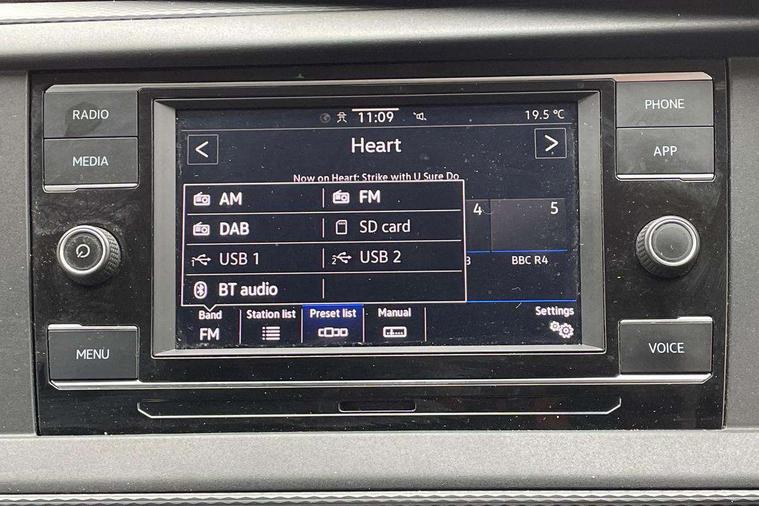 RADIO
MEDIA
MENU
11:09
19.5 °C
<
Heart
>
Now on Heart: Strike with U Sure Do
AM
FM
DAB
SD card
1 USB 1
2 USB 2
BT audio
4
5
BBC R4
Band
FM
Station list
Preset list
Manual
Settings
PHONE
APP
VOICE